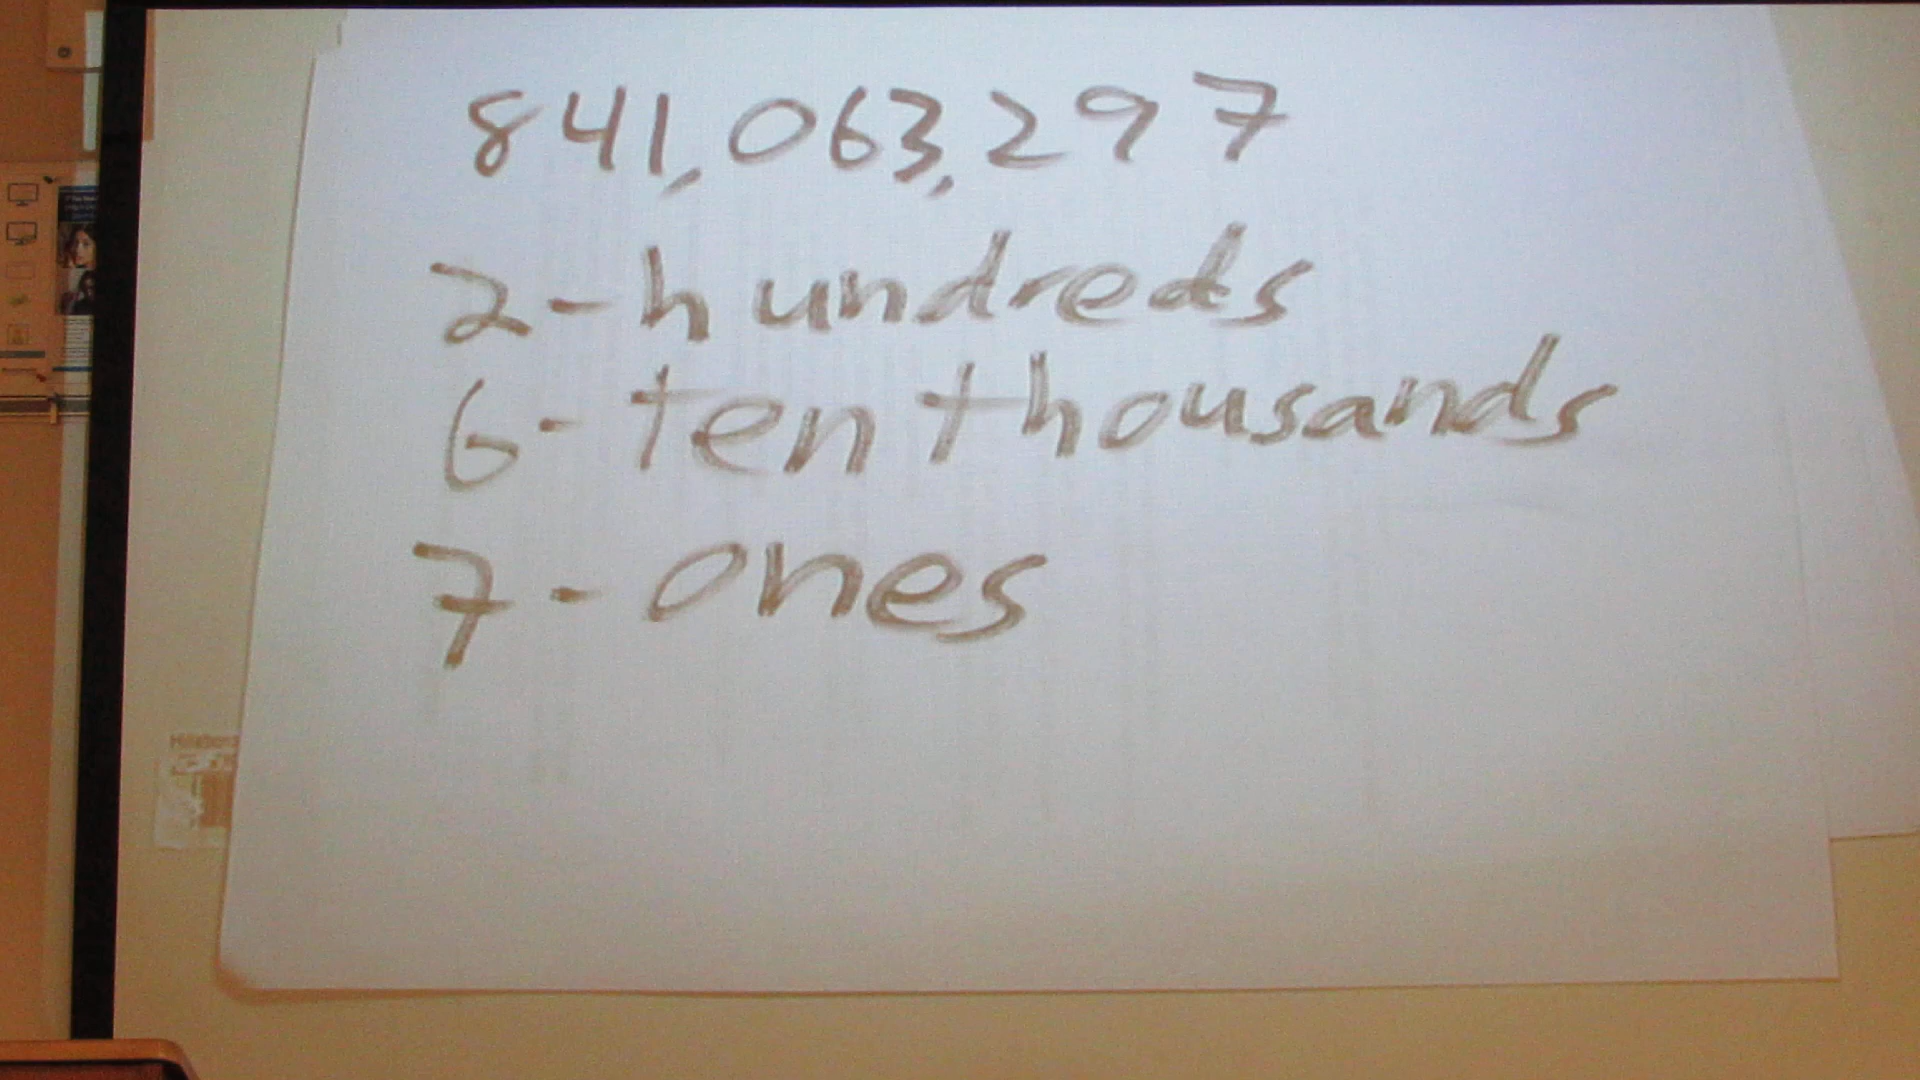 841,063,297
2-hundreds
6-ten thousands
7-ones